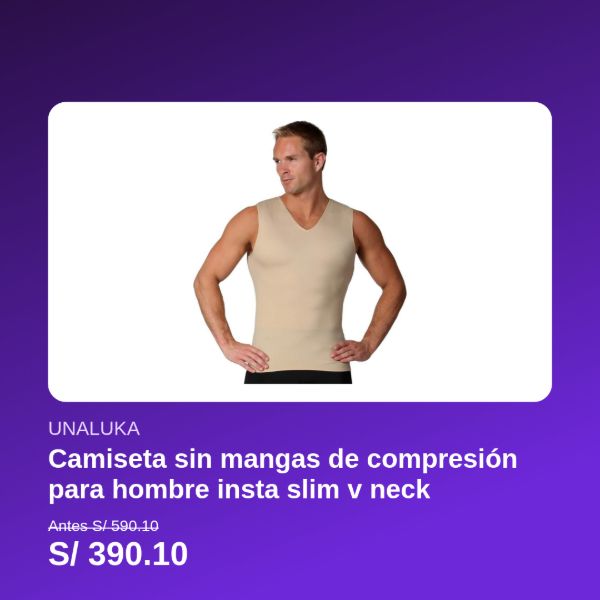 UNALUKA
Camiseta sin mangas de compresión
para hombre insta slim v neck
Antes S/ 590.10
S/ 390.10